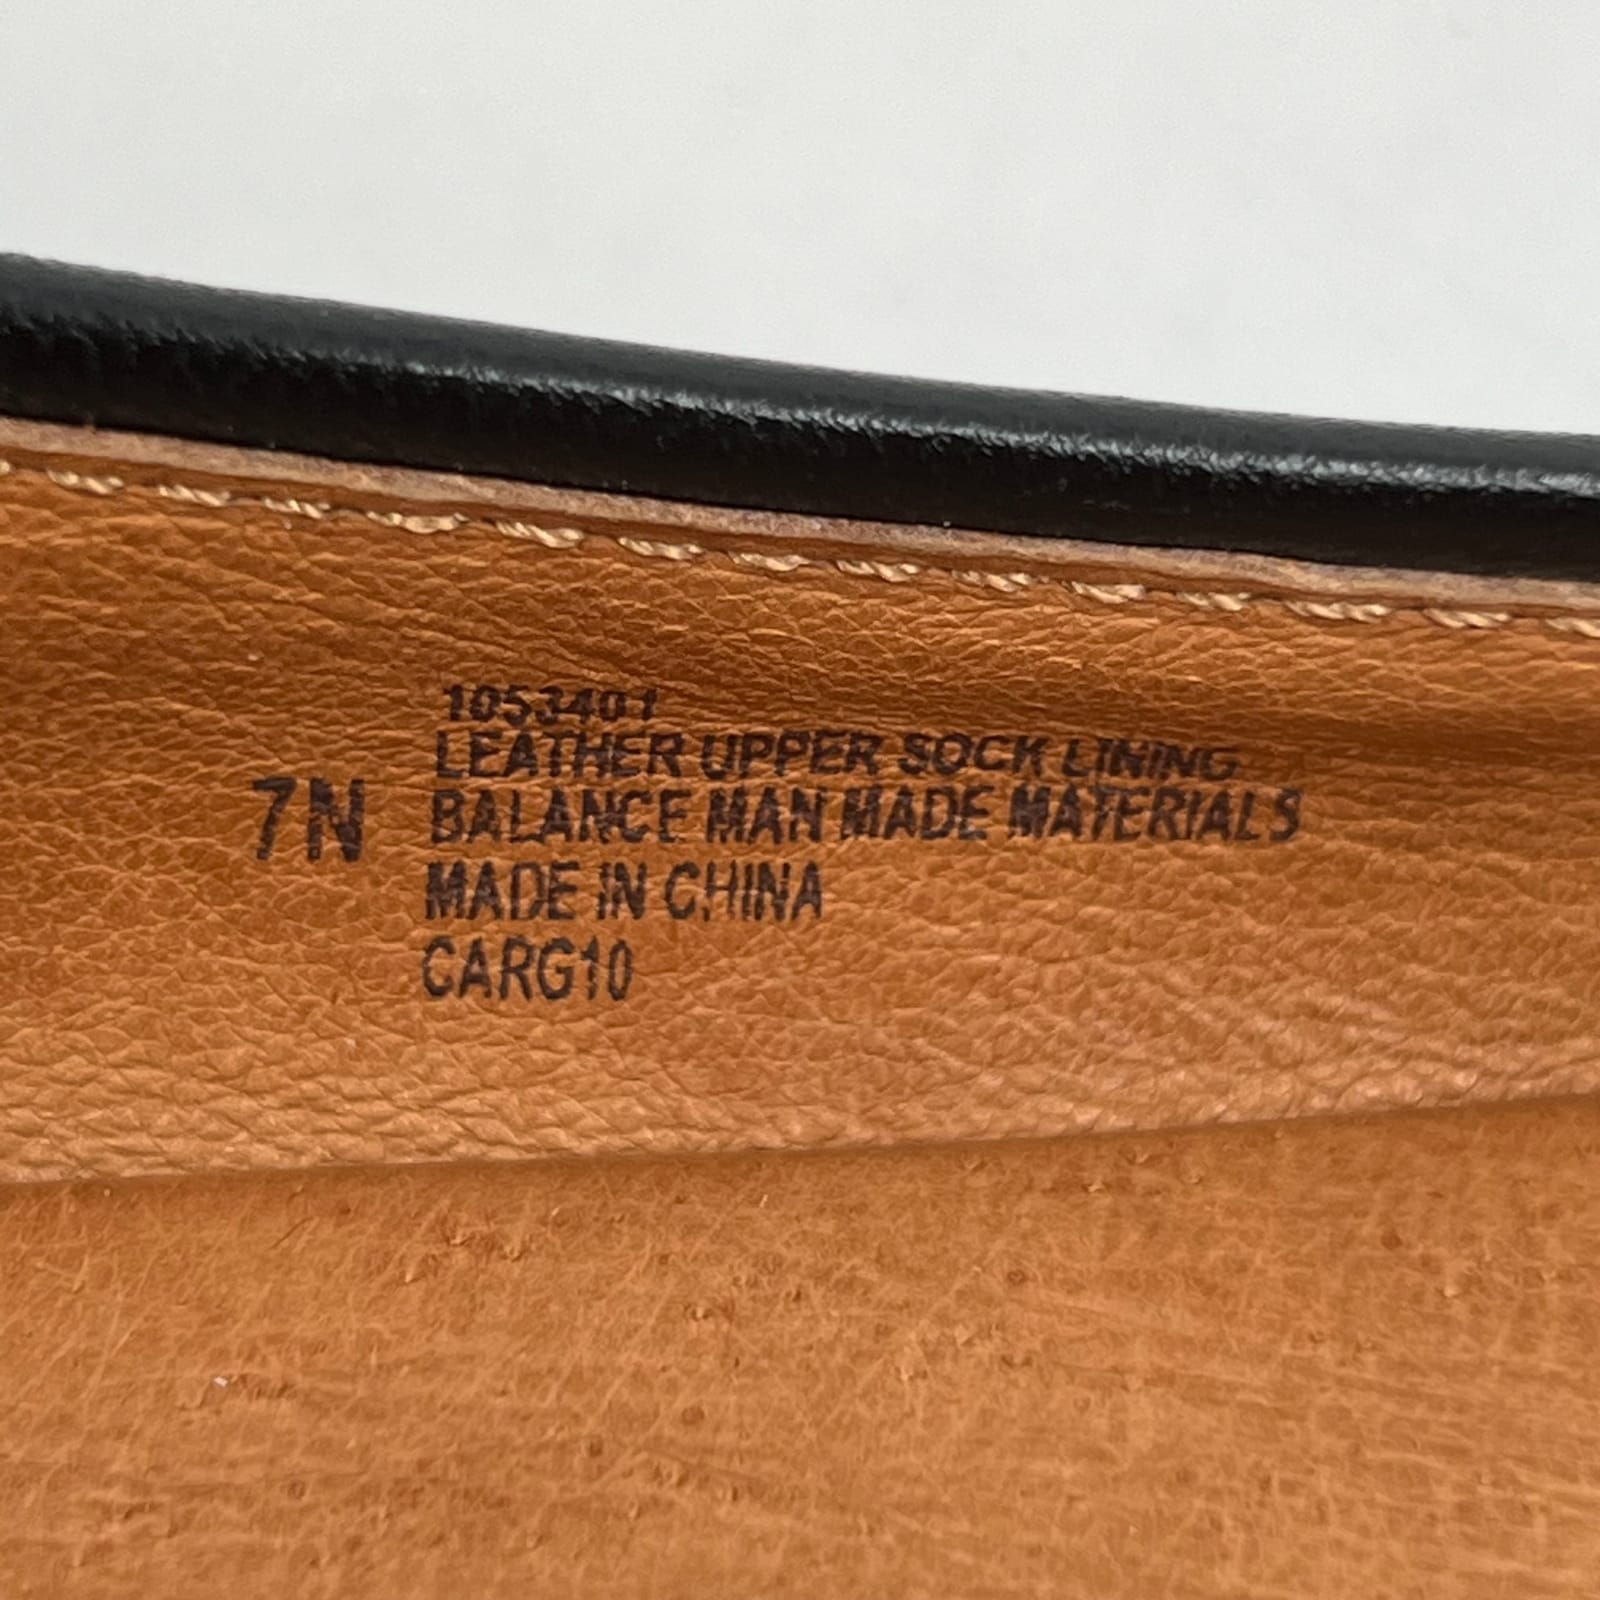 1053401
LEATHER UPPER SOCK LINING
7N BALANCE MAN MADE MATERIALS
MADE IN CHINA
CARG10